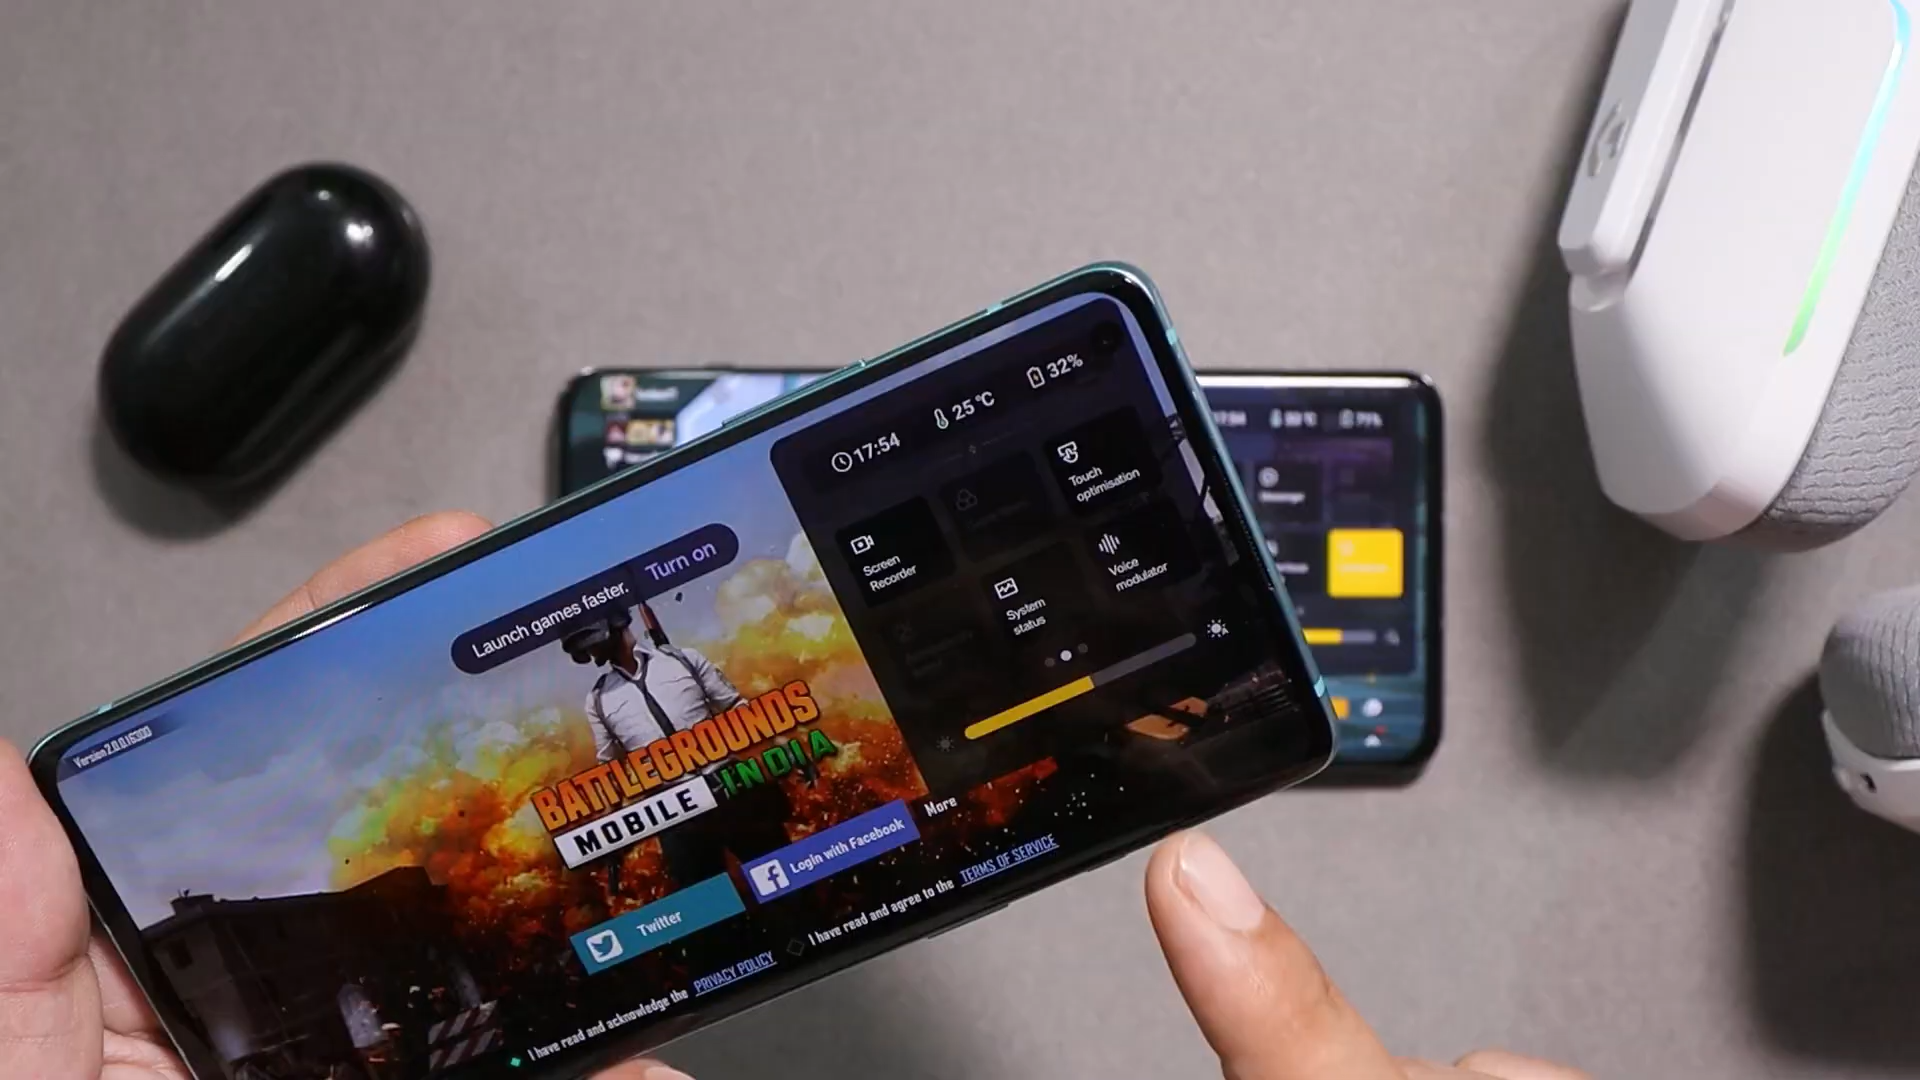 17:54
25 °C
32%
Touch
optimisation
Screen
Recorder
Voice
modulator
System
status
Launch games faster. Turn on
Version 2.0.0.16300
BATTLEGROUNDS
MOBILE INDIA
Twitter
Login with Facebook
More
I have read and acknowledge the PRIVACY POLICY
I have read and agree to the TERMS OF SERVICE